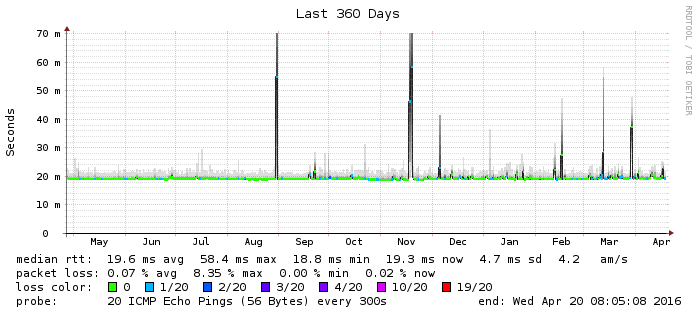 Last 360 Days
RRDTOOL / TOBI OETIKER
Seconds
70 m
60 m
50 m
40 m
30 m
20 m
10 m
0
May Jun Jul Aug Sep Oct Nov Dec Jan Feb Mar Apr
median rtt: 19.6 ms avg 58.4 ms max 18.8 ms min 19.3 ms now 4.7 ms sd 4.2 am/s
packet loss: 0.07 % avg 8.35 % max 0.00 % min 0.02 % now
loss color: 0 1/20 2/20 3/20 4/20 10/20 19/20
probe: 20 ICMP Echo Pings (56 Bytes) every 300s end: Wed Apr 20 08:05:08 2016